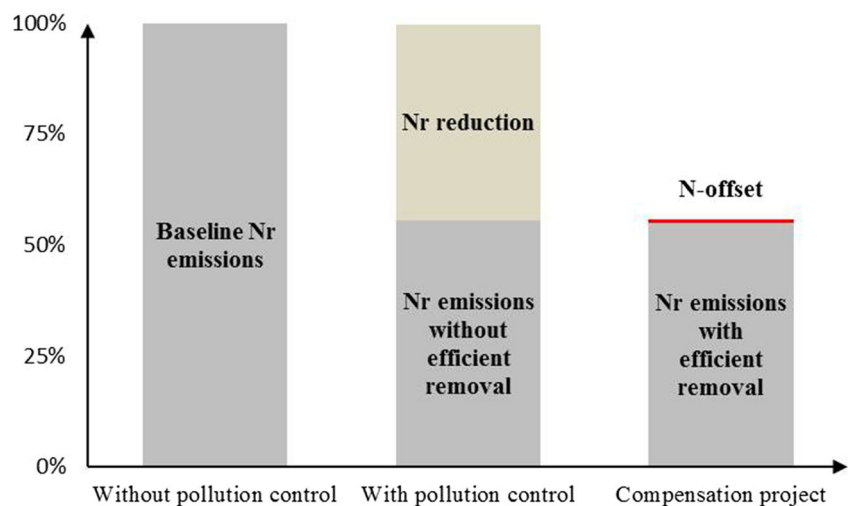 100%
75%
50%
25%
0%
Baseline Nr
emissions
Nr reduction
Nr emissions
without
efficient
removal
N-offset
Nr emissions
with
efficient
removal
Without pollution control
With pollution control
Compensation project